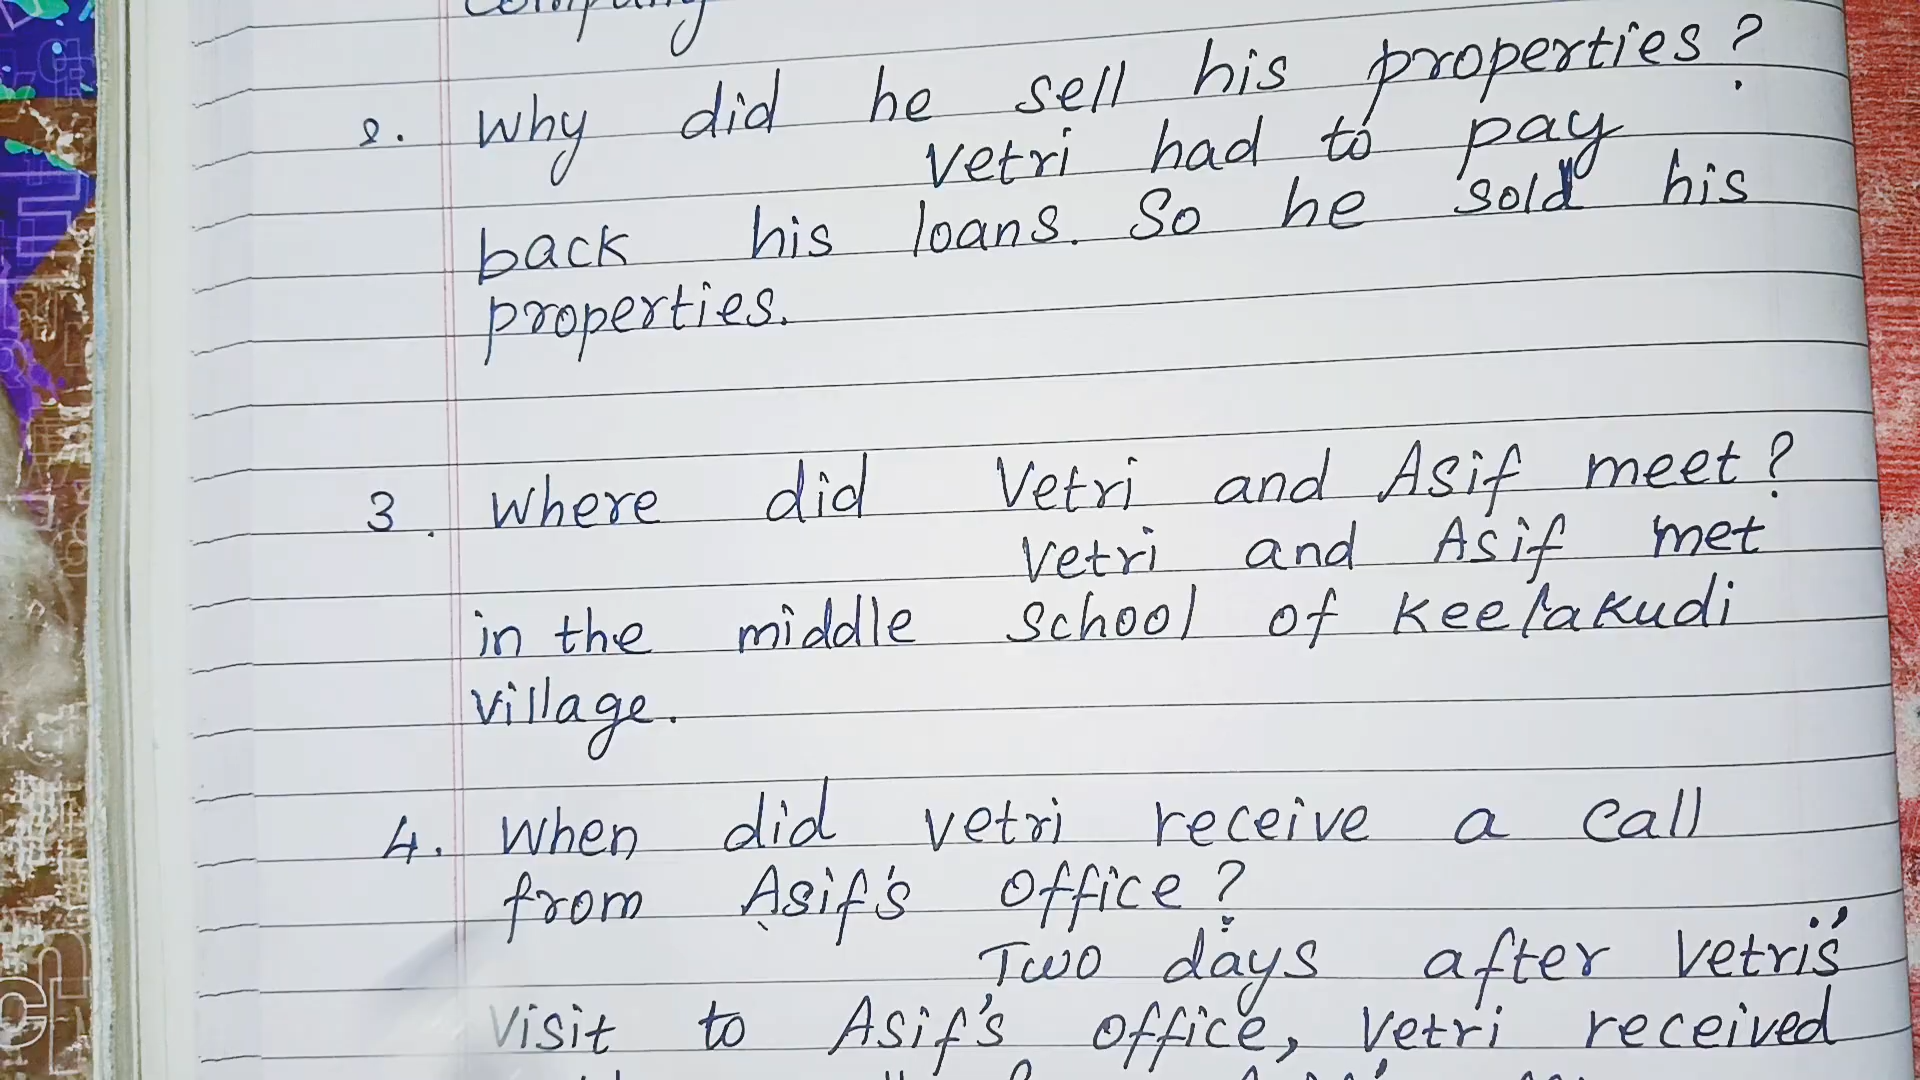 company
2. Why did he sell his properties?
Vetri had to pay
back his loans. So he sold his
properties.
3. Where did Vetri and Asif meet?
Vetri and Asif met
in the middle school of Keelakudi
village.
4. When did vetri receive a call
from Asif's office?
Two days after Vetri's
visit to Asif's office, Vetri received